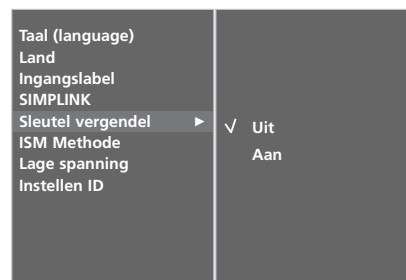 Taal (language)
Land
Ingangslabel
SIMPLINK
Sleutel vergendel ►
ISM Methode
Lage spanning
Instellen ID
√ Uit
Aan